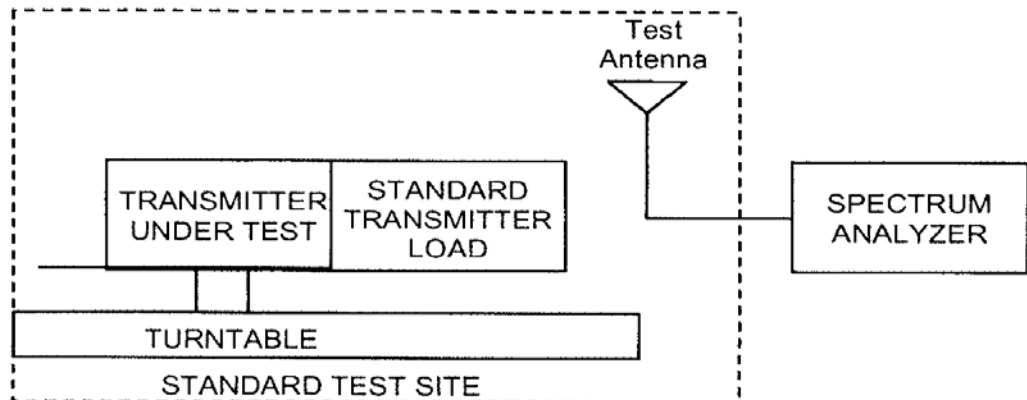 Test
Antenna
TRANSMITTER
UNDER TEST
STANDARD
TRANSMITTER
LOAD
SPECTRUM
ANALYZER
TURNTABLE
STANDARD TEST SITE